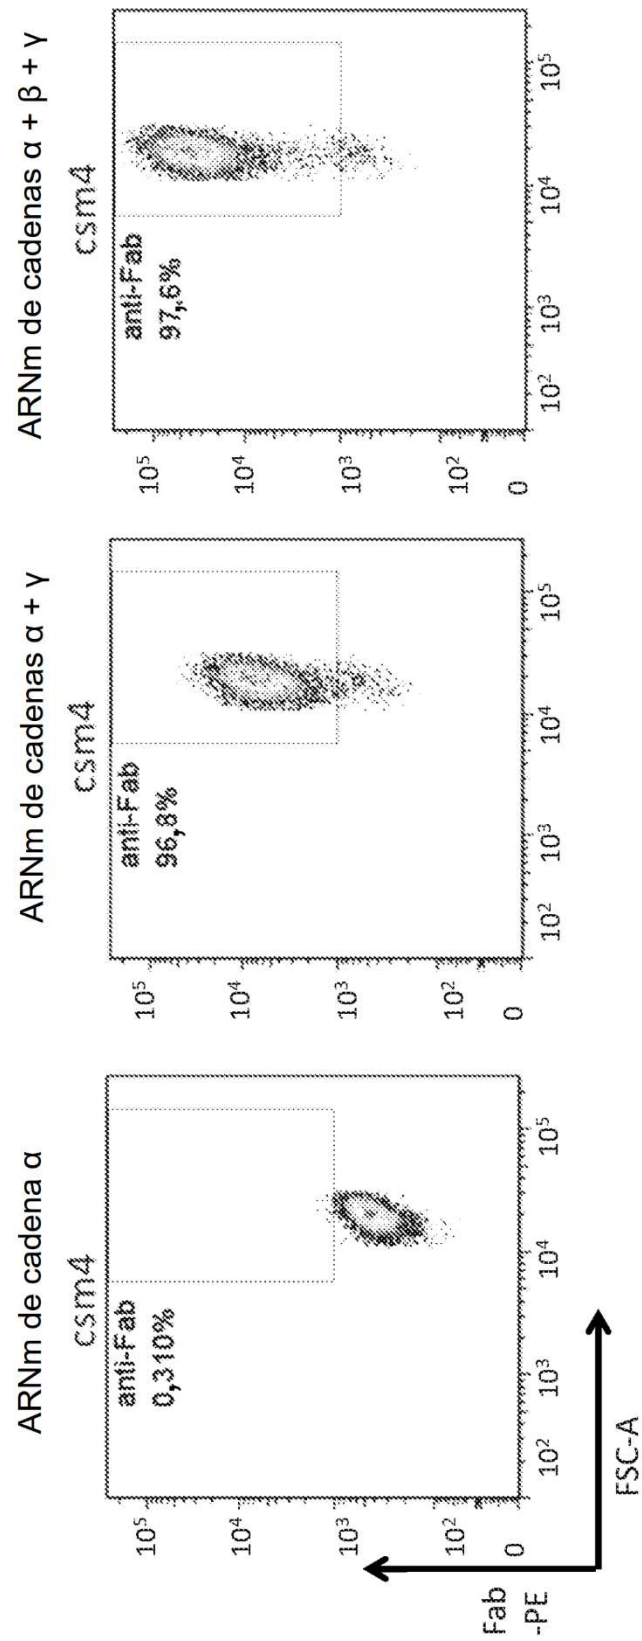 ARNm de cadena α
csm4
anti-Fab
0,310%
10⁵
10⁴
10³
10²
0
10²
10³
10⁴
10⁵
ARNm de cadenas α + γ
csm4
anti-Fab
96,8%
10⁵
10⁴
10³
10²
0
10²
10³
10⁴
10⁵
ARNm de cadenas α + β + γ
csm4
anti-Fab
97,6%
10⁵
10⁴
10³
10²
0
10²
10³
10⁴
10⁵
Fab
-PE
FSC-A